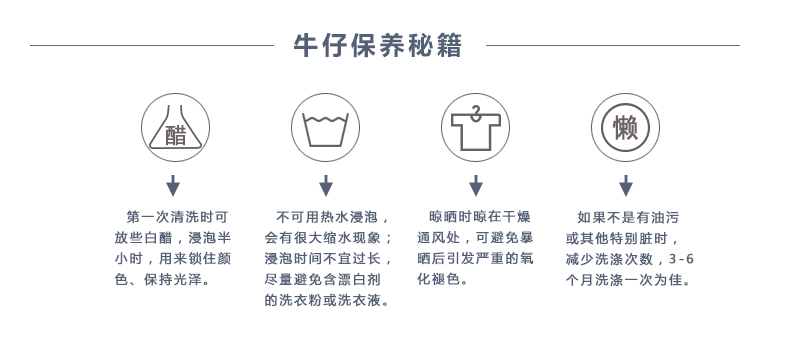 牛仔保养秘籍
醋
懒
第一次清洗时可
放些白醋，浸泡半
小时，用来锁住颜
色、保持光泽。
不可用热水浸泡，
会有很大缩水现象；
浸泡时间不宜过长，
尽量避免含漂白剂
的洗衣粉或洗衣液。
晾晒时晾在干燥
通风处，可避免暴
晒后引发严重的氧
化褪色。
如果不是有油污
或其他特别脏时，
减少洗涤次数，3-6
个月洗涤一次为佳。